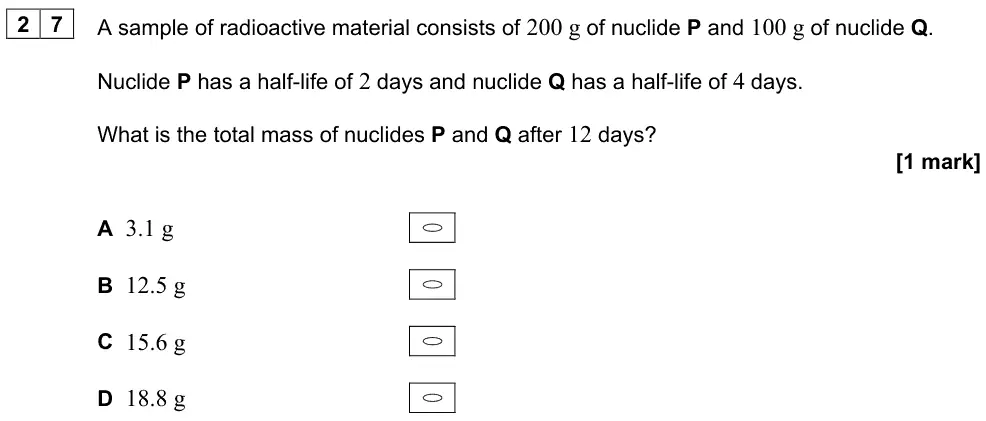 2 7 A sample of radioactive material consists of 200 g of nuclide P and 100 g of nuclide Q.
Nuclide P has a half-life of 2 days and nuclide Q has a half-life of 4 days.
What is the total mass of nuclides P and Q after 12 days?
[1 mark]
A 3.1 g
B 12.5 g
C 15.6 g
D 18.8 g